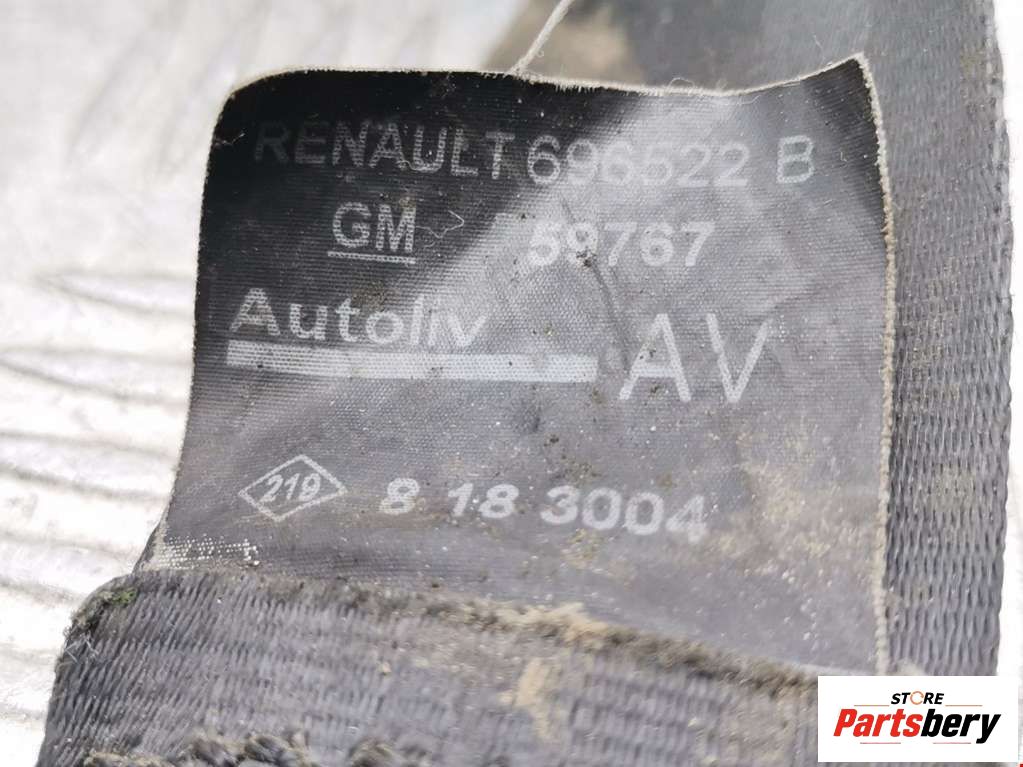 RENAULT 696522 B
GM 59767
Autoliv AV
219 8 18 3004
STORE
Partsbery